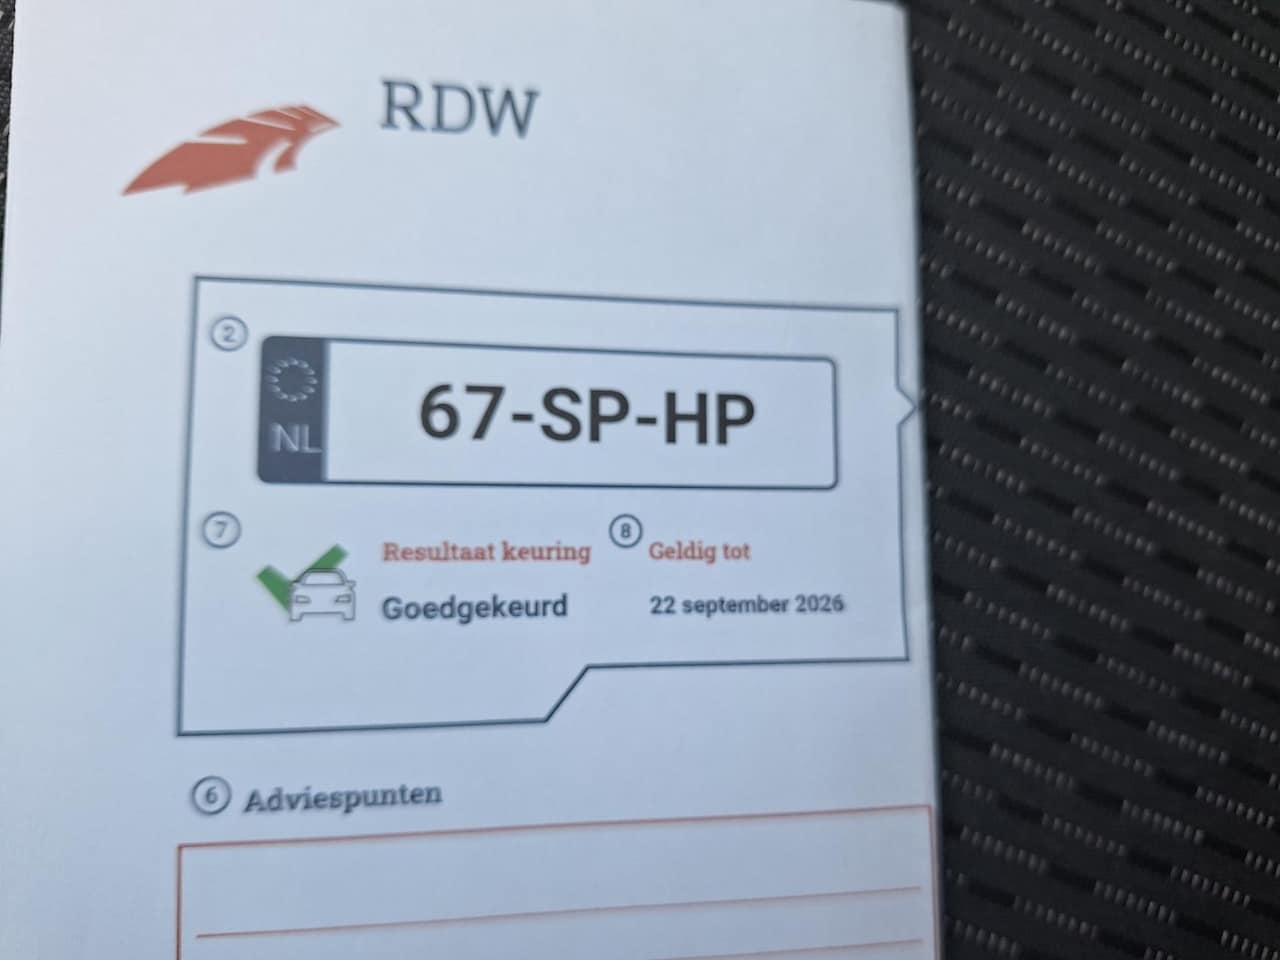 RDW
2
NL
67-SP-HP
7
Resultaat keuring
Goedgekeurd
8
Geldig tot
22 september 2026
6 Adviespunten